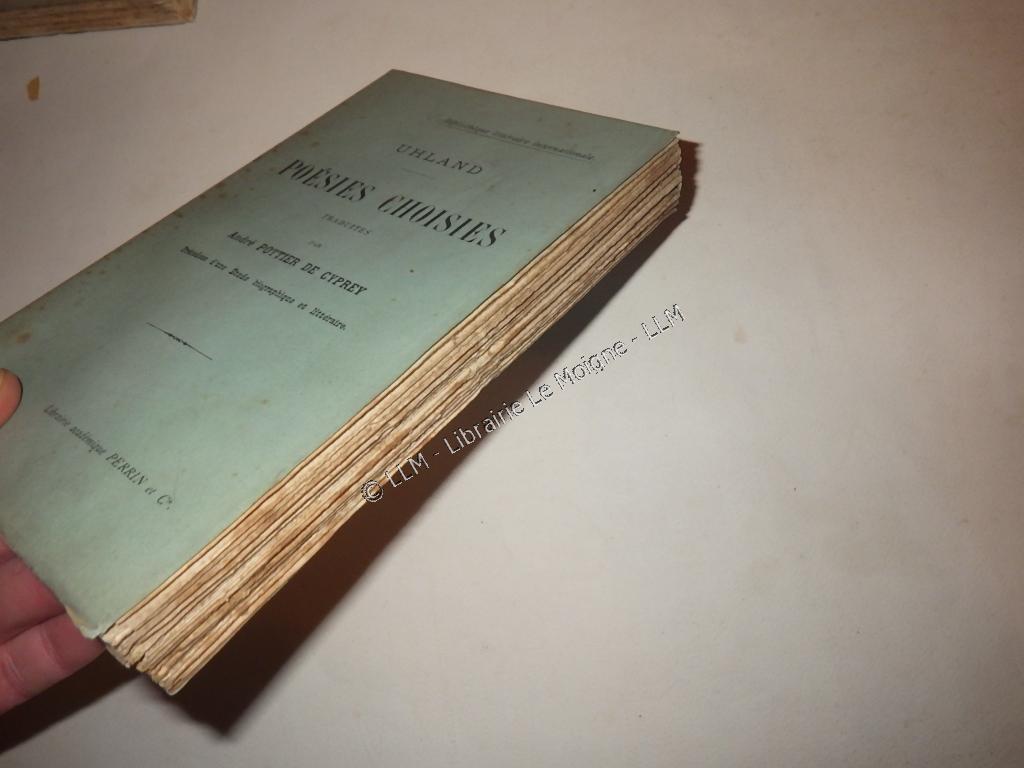 Bibliothèque littéraire internationale
UHLAND
POÉSIES CHOISIES
TRADUITES
PAR
André POTTIER DE CYPREY
Précédées d'une Étude biographique et littéraire.
Librairie académique PERRIN et Cie.
© LLM - Librairie Le Moigne - LLM